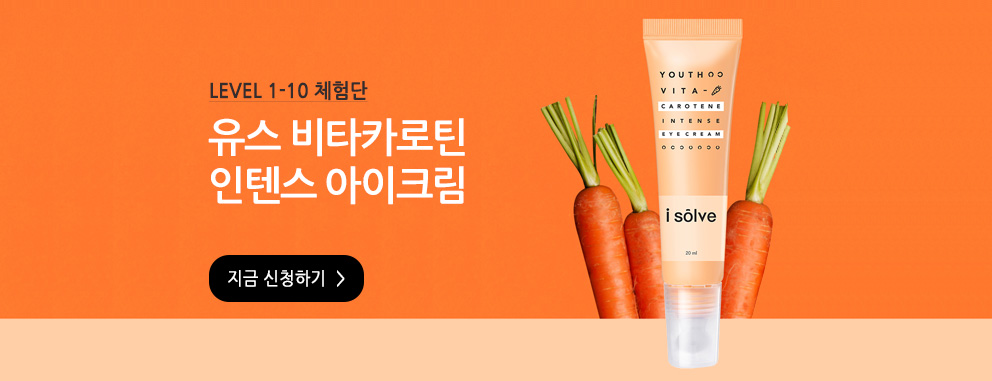 LEVEL 1-10 체험단
유스 비타카로틴
인텐스 아이크림
지금 신청하기 >
YOUTH
VITA-
CAROTENE
INTENSE
EYE CREAM
i sôlve
20 ml